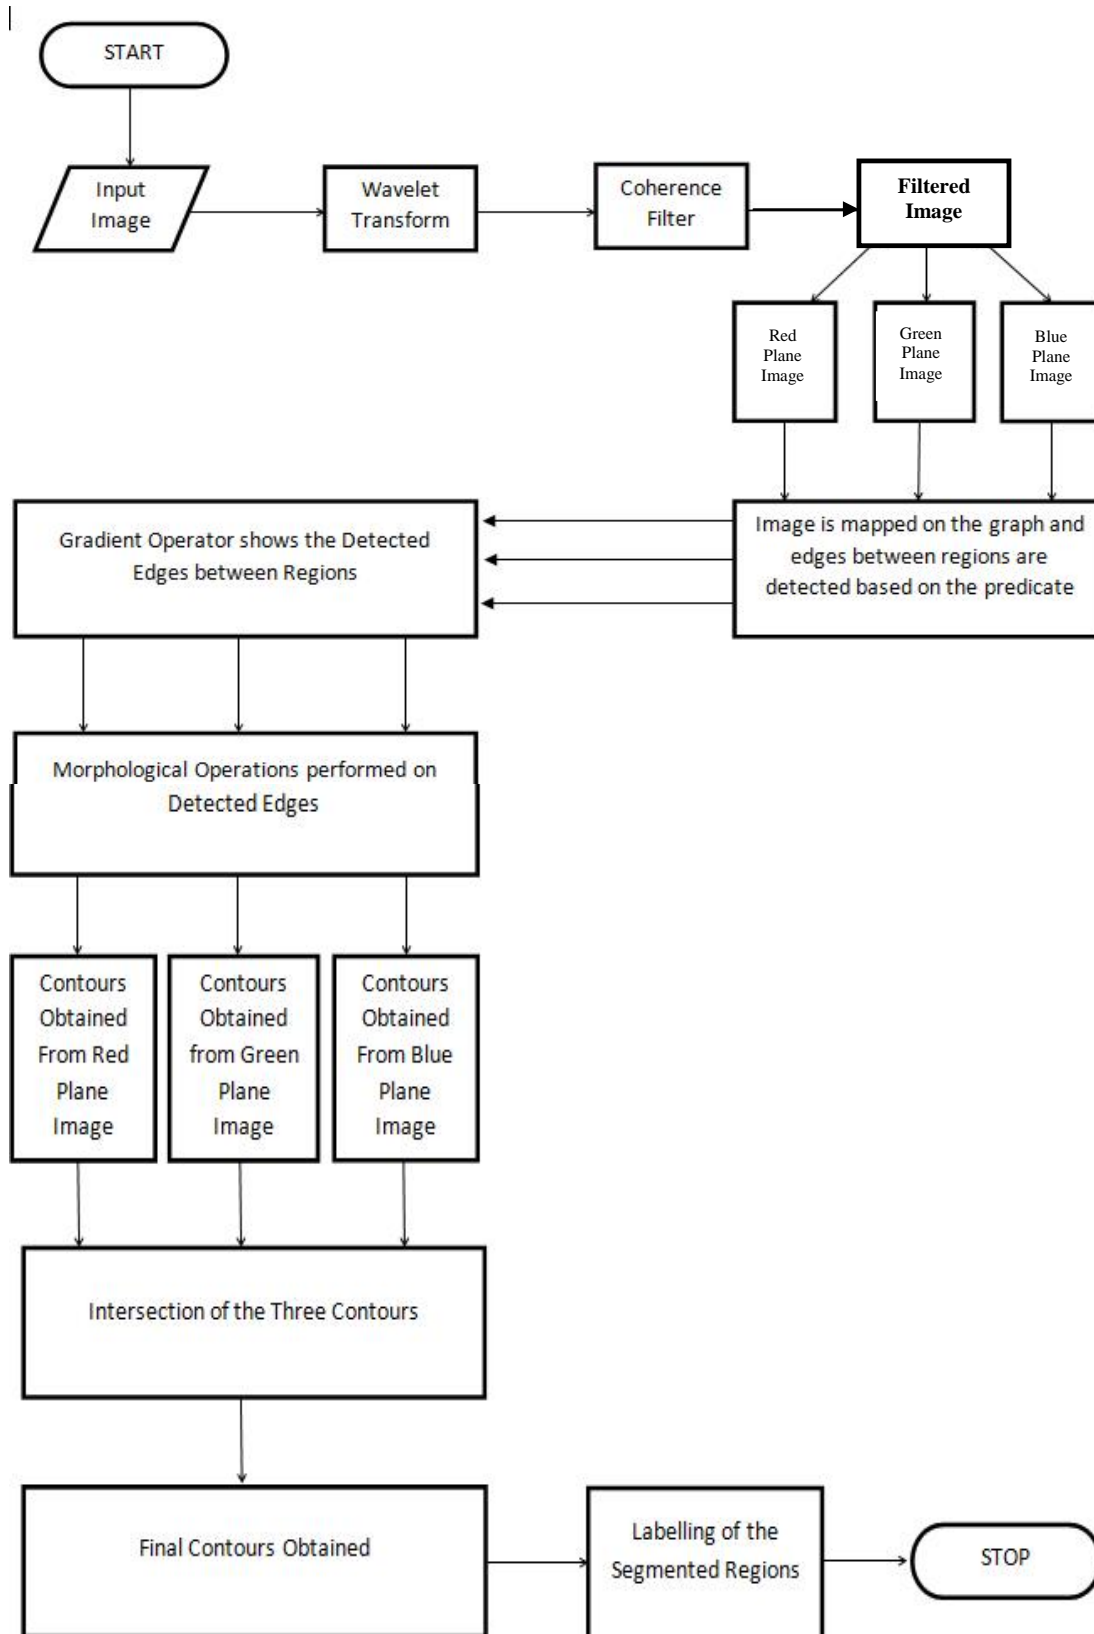 START
Input
Image
Wavelet
Transform
Coherence
Filter
Filtered
Image
Red
Plane
Image
Green
Plane
Image
Blue
Plane
Image
Image is mapped on the graph and
edges between regions are
detected based on the predicate
Gradient Operator shows the Detected
Edges between Regions
Morphological Operations performed on
Detected Edges
Contours
Obtained
From Red
Plane
Image
Contours
Obtained
from Green
Plane
Image
Contours
Obtained
From Blue
Plane
Image
Intersection of the Three Contours
Final Contours Obtained
Labelling of the
Segmented Regions
STOP